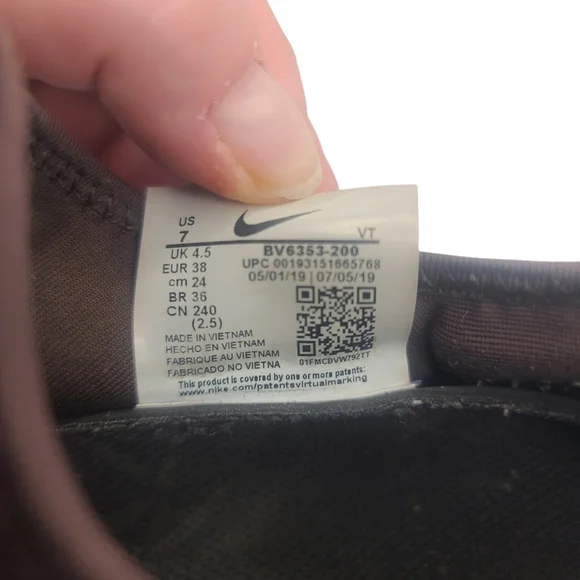 US
7
VT
UK 4.5
BV6353-200
EUR 38
UPC 00193151665768
cm 24
05/01/19 | 07/05/19
BR 36
CN 240
(2.5)
MADE IN VIETNAM
HECHO EN VIETNAM
FABRIQUE AU VIETNAM
FABRICADO NO VIETNA
01FMCDVW792TT
This product is covered by one or more patents:
www.nike.com/patentsvirtualmarking